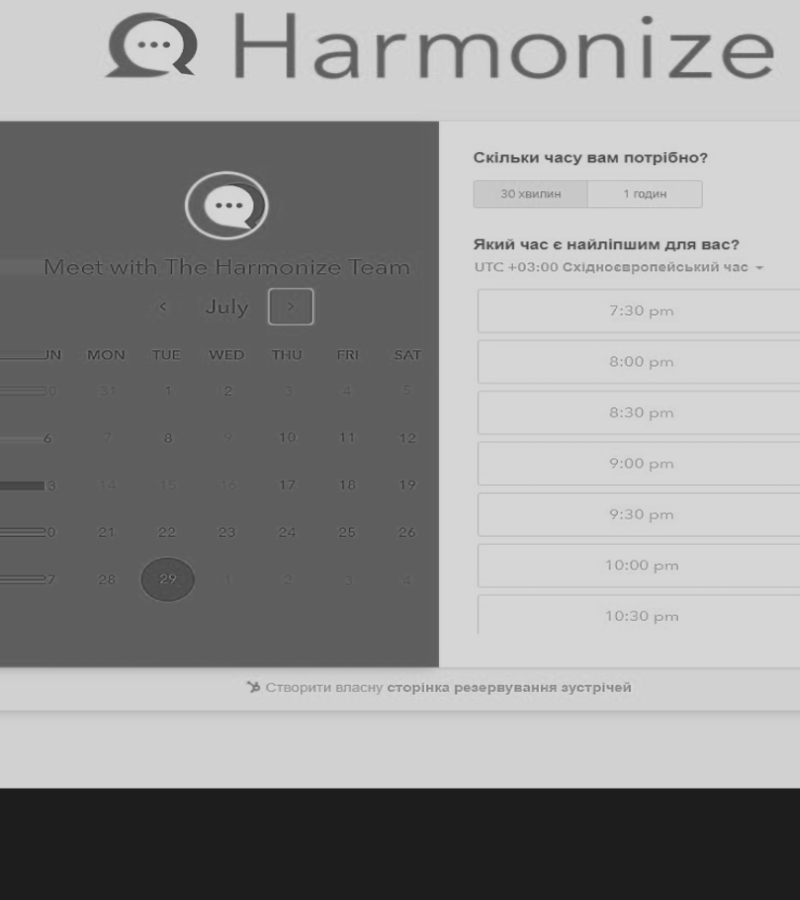 Harmonize
Meet with The Harmonize Team
July
UN MON TUE WED THU FRI SAT
0 31 1 2 3 4 5
6 7 8 9 10 11 12
3 14 15 16 17 18 19
0 21 22 23 24 25 26
7 28 29 1 2 3 4
Скільки часу вам потрібно?
30 хвилин 1 годин
Який час є найліпшим для вас?
UTC +03:00 Східноєвропейський час
7:30 pm
8:00 pm
8:30 pm
9:00 pm
9:30 pm
10:00 pm
10:30 pm
Створити власну сторінка резервування зустрічей